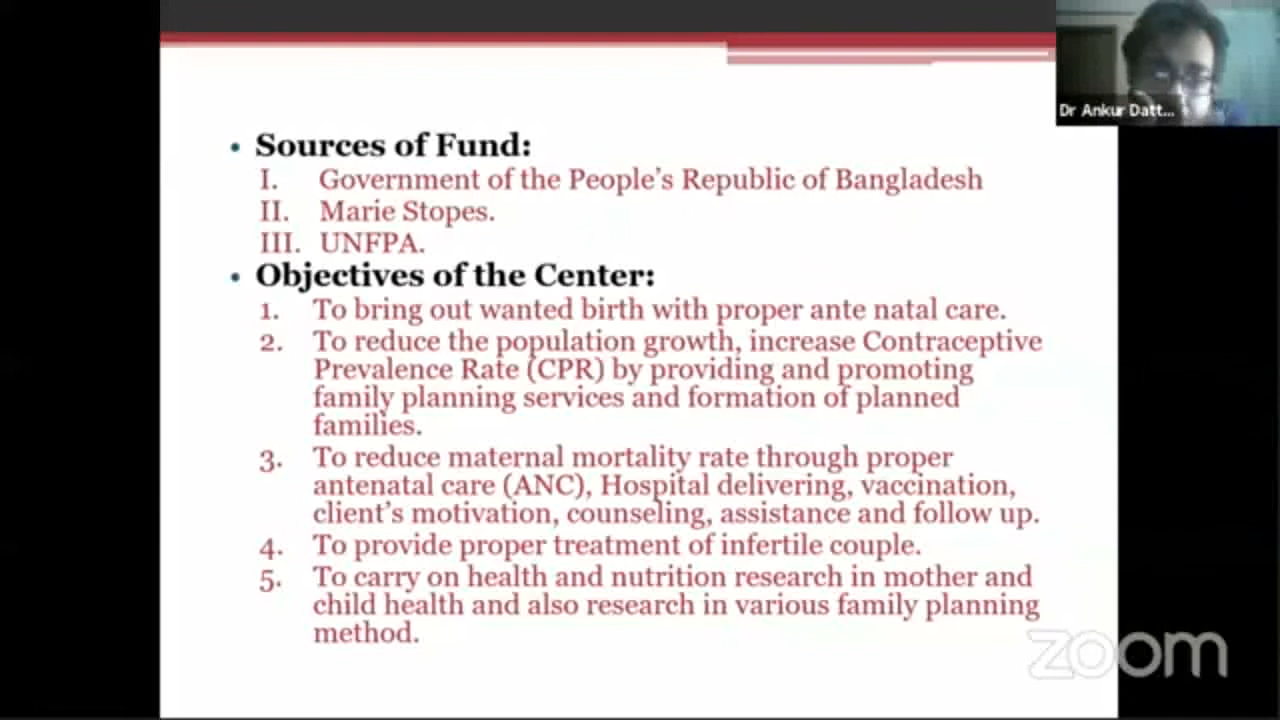 Dr Ankur Datt...
• Sources of Fund:
I. Government of the People's Republic of Bangladesh
II. Marie Stopes.
III. UNFPA.
• Objectives of the Center:
1. To bring out wanted birth with proper ante natal care.
2. To reduce the population growth, increase Contraceptive
Prevalence Rate (CPR) by providing and promoting
family planning services and formation of planned
families.
3. To reduce maternal mortality rate through proper
antenatal care (ANC), Hospital delivering, vaccination,
client's motivation, counseling, assistance and follow up.
4. To provide proper treatment of infertile couple.
5. To carry on health and nutrition research in mother and
child health and also research in various family planning
method.
zoom